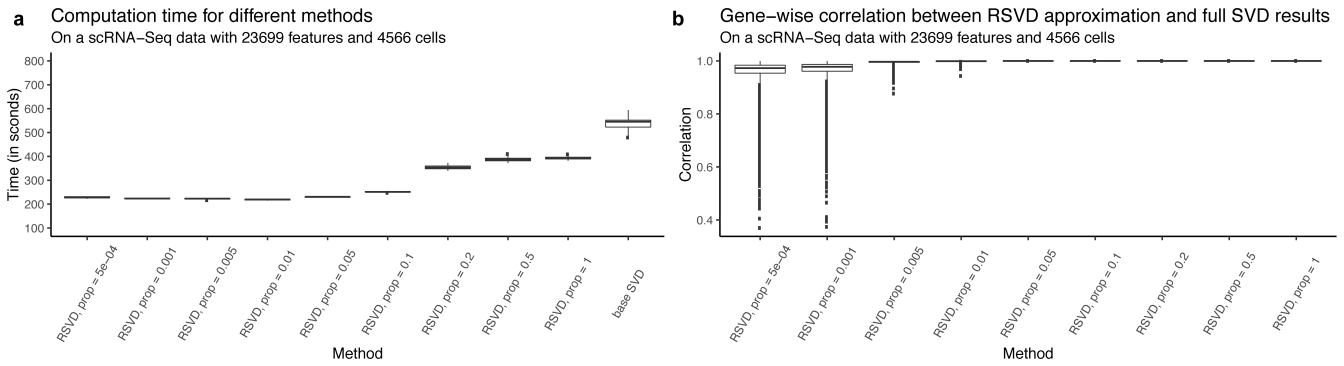 a
Computation time for different methods
On a scRNA−Seq data with 23699 features and 4566 cells
Time (in sconds)
800
700
600
500
400
300
200
100
RSVD, prop = 5e−04
RSVD, prop = 0.001
RSVD, prop = 0.005
RSVD, prop = 0.01
RSVD, prop = 0.05
RSVD, prop = 0.1
RSVD, prop = 0.2
RSVD, prop = 0.5
RSVD, prop = 1
base SVD
Method
b
Gene−wise correlation between RSVD approximation and full SVD results
On a scRNA−Seq data with 23699 features and 4566 cells
Correlation
1.0
0.8
0.6
0.4
RSVD, prop = 5e−04
RSVD, prop = 0.001
RSVD, prop = 0.005
RSVD, prop = 0.01
RSVD, prop = 0.05
RSVD, prop = 0.1
RSVD, prop = 0.2
RSVD, prop = 0.5
RSVD, prop = 1
Method